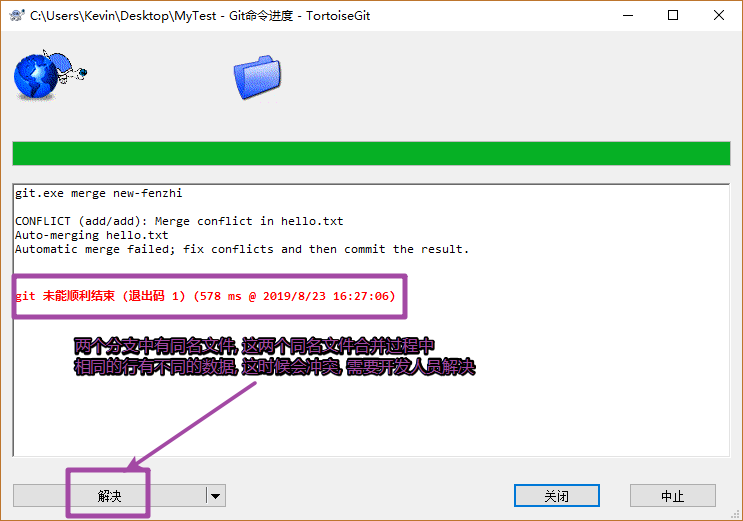 C:\Users\Kevin\Desktop\MyTest - Git命令进度 - TortoiseGit
git.exe merge new-fenzhi
CONFLICT (add/add): Merge conflict in hello.txt
Auto-merging hello.txt
Automatic merge failed; fix conflicts and then commit the result.
git 未能顺利结束 (退出码 1) (578 ms @ 2019/8/23 16:27:06)
两个分支中有同名文件, 这两个同名文件合并过程中
相同的行有不同的数据, 这时候会冲突, 需要开发人员解决
解决
关闭
中止